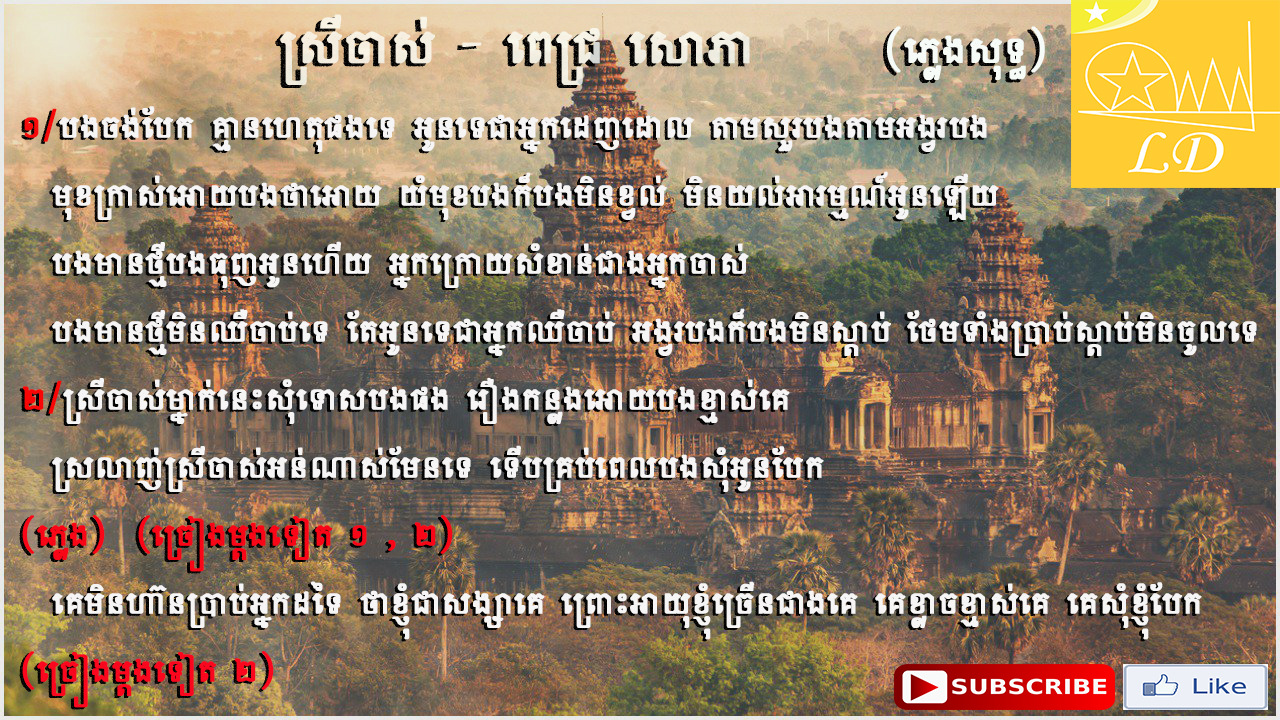 ស្រីចាស់ - ពេជ្រ សោភា (ភ្លេងសុទ្ធ)
LD
១/បងចង់បែក គ្មានហេតុផងទេ អូនទេជាអ្នកដេញដោល តាមសួរបងតាមអង្វរបង
មុខក្រាស់អោយបងថាអោយ យំមុខបងក៏បងមិនខ្វល់ មិនយល់អារម្មណ៍អូនឡើយ
បងមានថ្មីបងធុញអូនហើយ អ្នកក្រោយសំខាន់ជាងអ្នកចាស់
បងមានថ្មីមិនឈឺចាប់ទេ តែអូនទេជាអ្នកឈឺចាប់ អង្វរបងក៏បងមិនស្ដាប់ ថែមទាំងប្រាប់ស្ដាប់មិនចូលទេ
២/ស្រីចាស់ម្នាក់នេះសុំទោសបងផង រឿងកន្លងអោយបងខ្មាស់គេ
ស្រលាញ់ស្រីចាស់អន់ណាស់មែនទេ ទើបគ្រប់ពេលបងសុំអូនបែក
(ភ្លេង) (ច្រៀងម្ដងទៀត ១ , ២)
គេមិនហ៊ានប្រាប់អ្នកដទៃ ថាខ្ញុំជាសង្សាគេ ព្រោះអាយុខ្ញុំច្រើនជាងគេ គេខ្លាចខ្មាស់គេ គេសុំខ្ញុំបែក
(ច្រៀងម្ដងទៀត ២)
SUBSCRIBE
Like